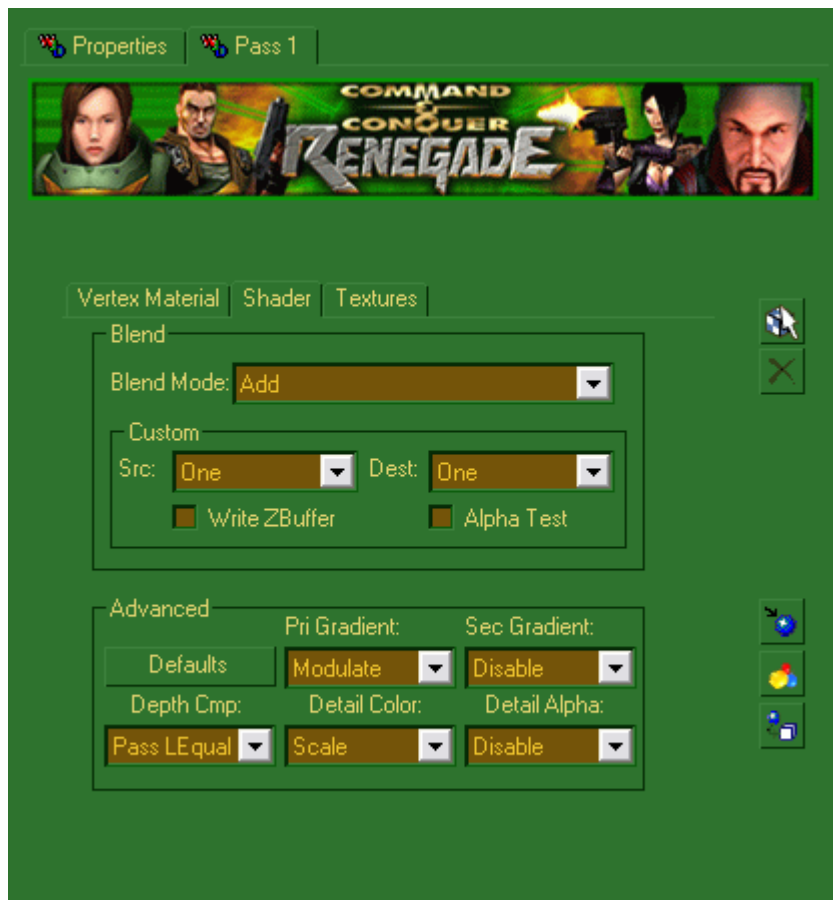 Properties Pass 1
COMMAND
&
CONQUER
RENEGADE
Vertex Material Shader Textures
Blend
Blend Mode: Add
Custom
Src: One Dest: One
Write ZBuffer Alpha Test
Advanced
Pri Gradient: Sec Gradient:
Defaults Modulate Disable
Depth Cmp: Detail Color: Detail Alpha:
Pass LEqual Scale Disable